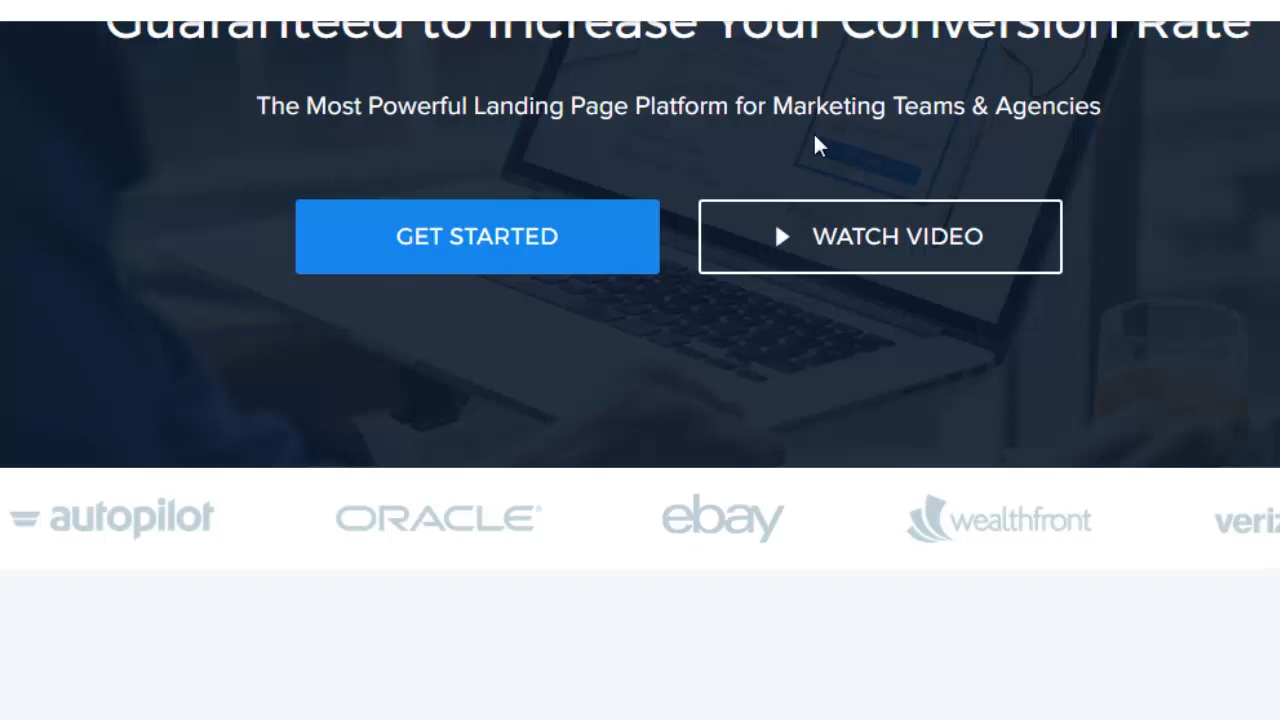 Guaranteed to Increase Your Conversion Rate
The Most Powerful Landing Page Platform for Marketing Teams & Agencies
GET STARTED
WATCH VIDEO
autopilot
ORACLE®
ebay
wealthfront
veriz